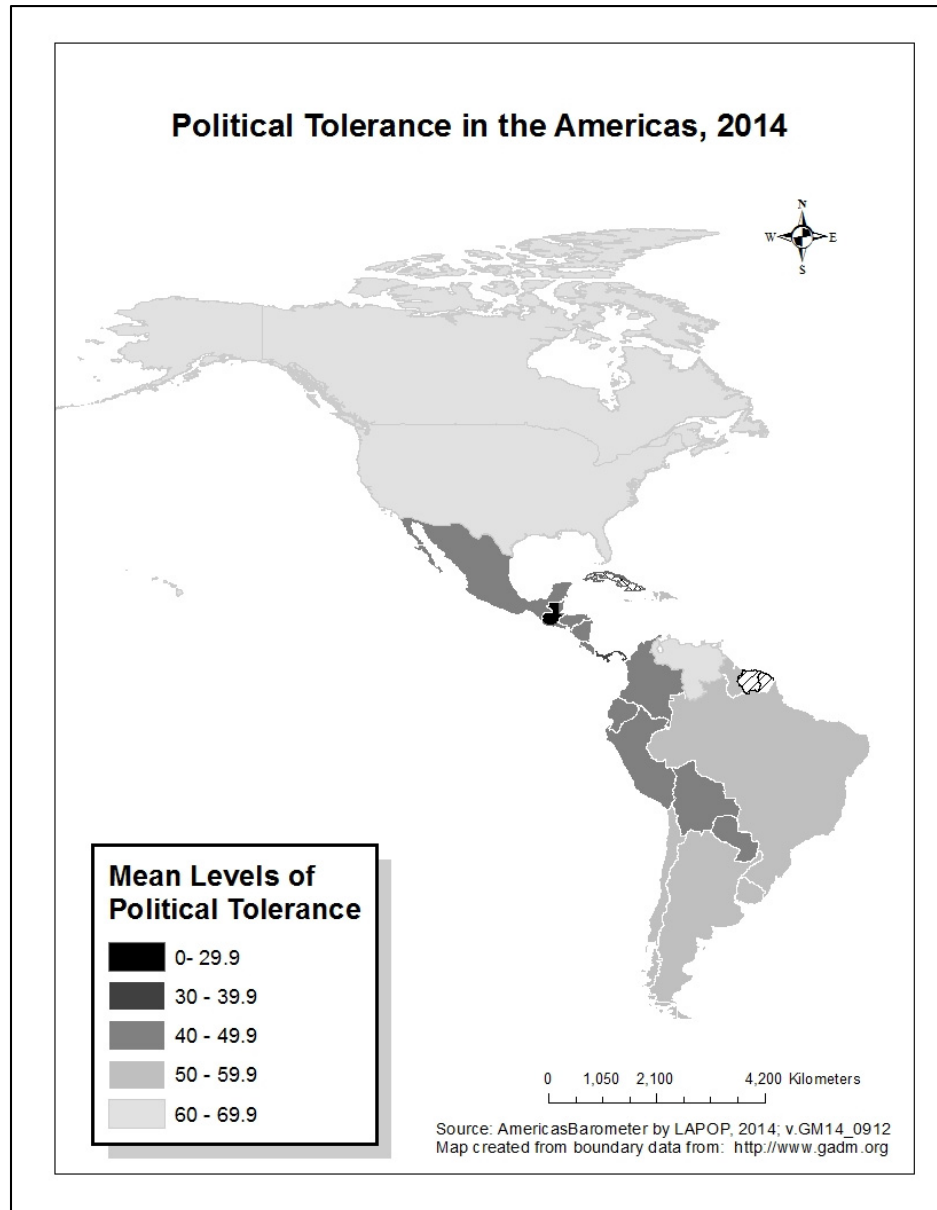 Political Tolerance in the Americas, 2014
N
W E
S
Mean Levels of
Political Tolerance
0- 29.9
30 - 39.9
40 - 49.9
50 - 59.9
60 - 69.9
0 1,050 2,100 4,200 Kilometers
Source: AmericasBarometer by LAPOP, 2014; v.GM14_0912
Map created from boundary data from: http://www.gadm.org